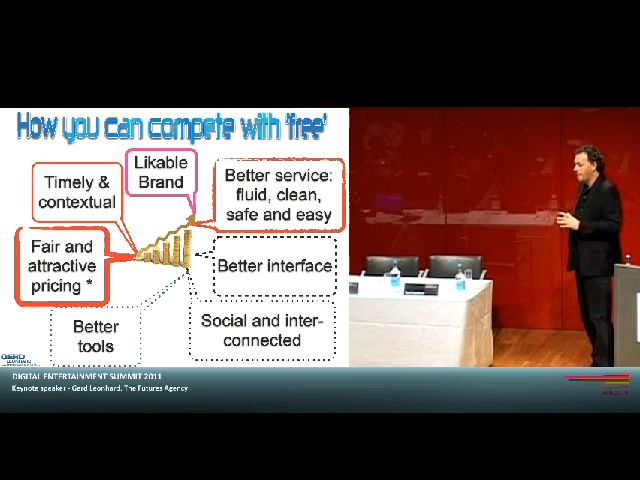 How you can compete with 'free'
Likable
Brand
Timely &
contextual
Better service:
fluid, clean,
safe and easy
Fair and
attractive
pricing *
Better interface
Better
tools
Social and inter-
connected
GERD
LEONHARD
DIGITAL ENTERTAINMENT SUMMIT 2011
Keynote speaker - Gerd Leonhard, The Futures Agency